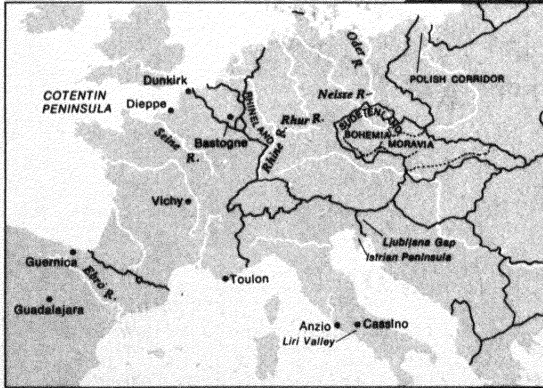 Oder R.
POLISH CORRIDOR
Dunkirk
COTENTIN
PENINSULA
Dieppe
Neisse R.
RHINELAND
Rhur R.
SUDETENLAND
BOHEMIA
MORAVIA
Seine
R.
Bastogne
Rhine R.
Vichy
Ljubljana Gap
Istrian Peninsula
Guernica
Ebro R.
Toulon
Guadalajara
Anzio
Cassino
Liri Valley